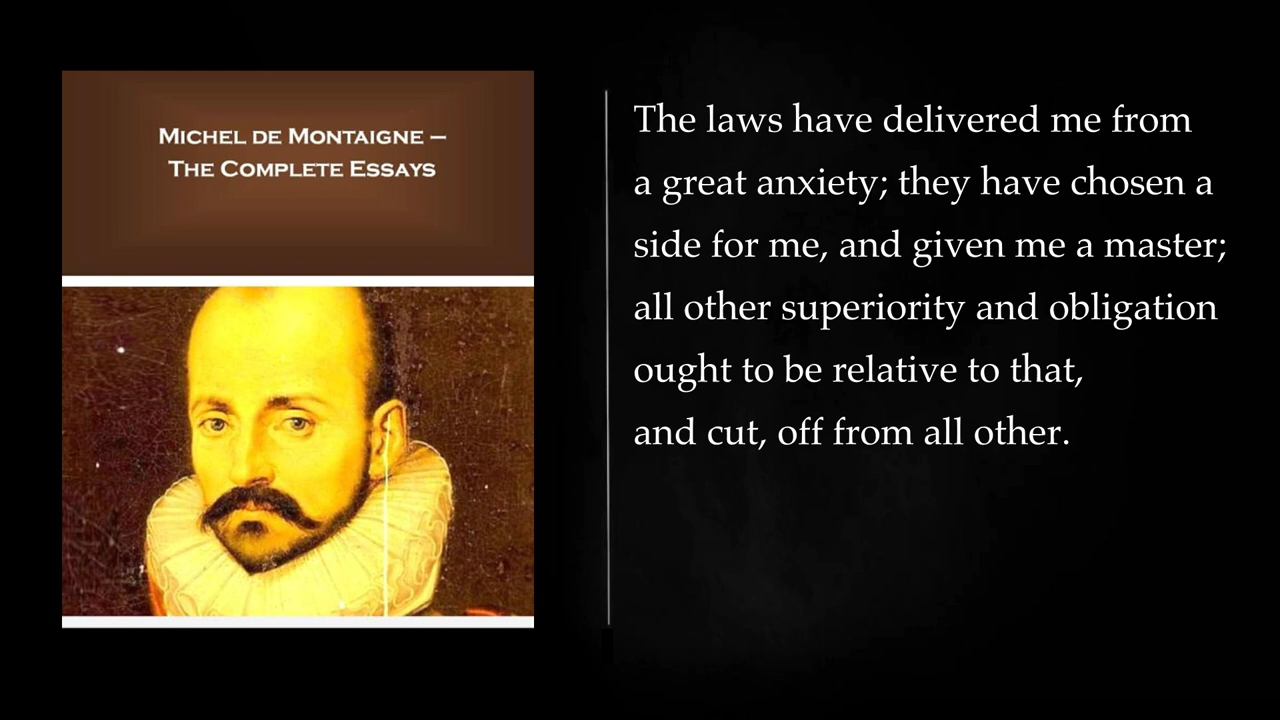 MICHEL DE MONTAIGNE –
THE COMPLETE ESSAYS
The laws have delivered me from
a great anxiety; they have chosen a
side for me, and given me a master;
all other superiority and obligation
ought to be relative to that,
and cut, off from all other.